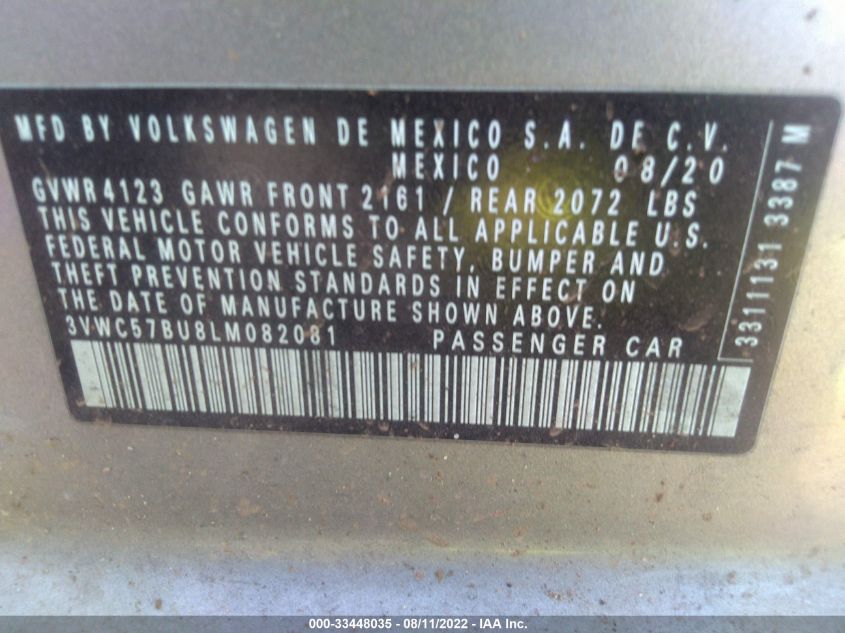 MFD BY VOLKSWAGEN DE MEXICO S.A. DE C.V.
MEXICO 08/20
GVWR 4123 GAWR FRONT 2161 / REAR 2072 LBS
THIS VEHICLE CONFORMS TO ALL APPLICABLE U.S.
FEDERAL MOTOR VEHICLE SAFETY, BUMPER AND
THEFT PREVENTION STANDARDS IN EFFECT ON
THE DATE OF MANUFACTURE SHOWN ABOVE.
3VWC57BU8LM082081 PASSENGER CAR
3311131 3387 M
000-33448035 - 08/11/2022 - IAA Inc.